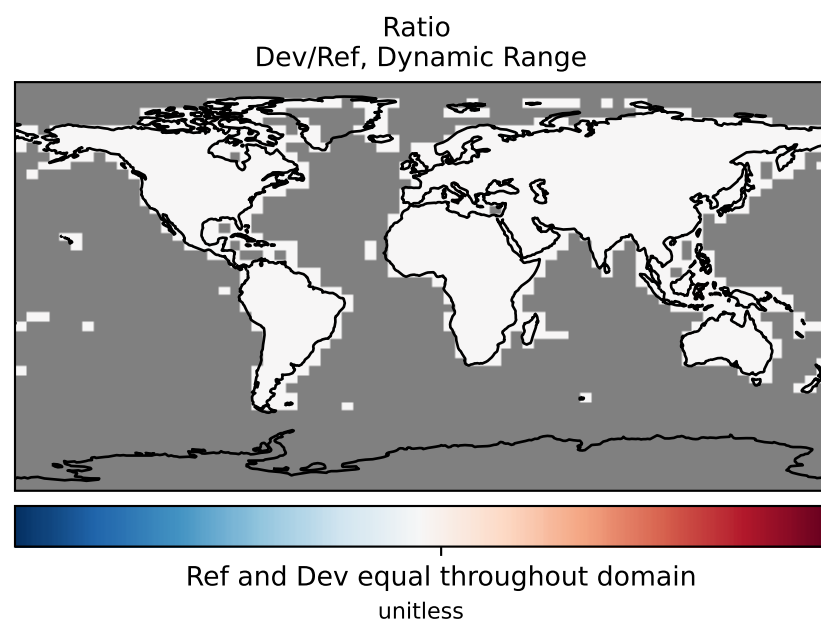 Ratio
Dev/Ref, Dynamic Range
Ref and Dev equal throughout domain
unitless